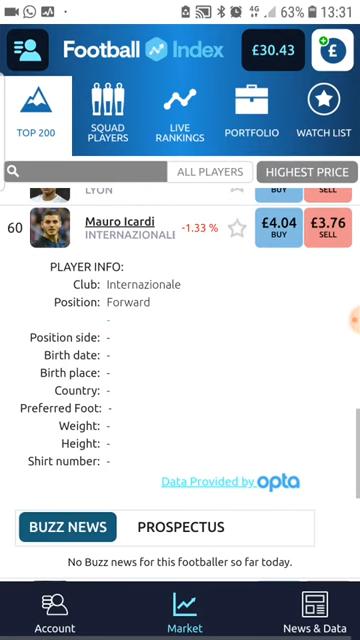 4G 63% 13:31
Football Index £30.43 £
TOP 200
SQUAD PLAYERS
LIVE RANKINGS
PORTFOLIO
WATCH LIST
ALL PLAYERS HIGHEST PRICE
LYON BUY SELL
60 Mauro Icardi -1.33 % £4.04 £3.76
INTERNAZIONALE BUY SELL
PLAYER INFO:
Club: Internazionale
Position: Forward
-
Position side: -
Birth date: -
Birth place: -
Country: -
Preferred Foot: -
Weight: -
Height: -
Shirt number: -
Data Provided by opta
BUZZ NEWS PROSPECTUS
No Buzz news for this footballer so far today.
Account Market News & Data